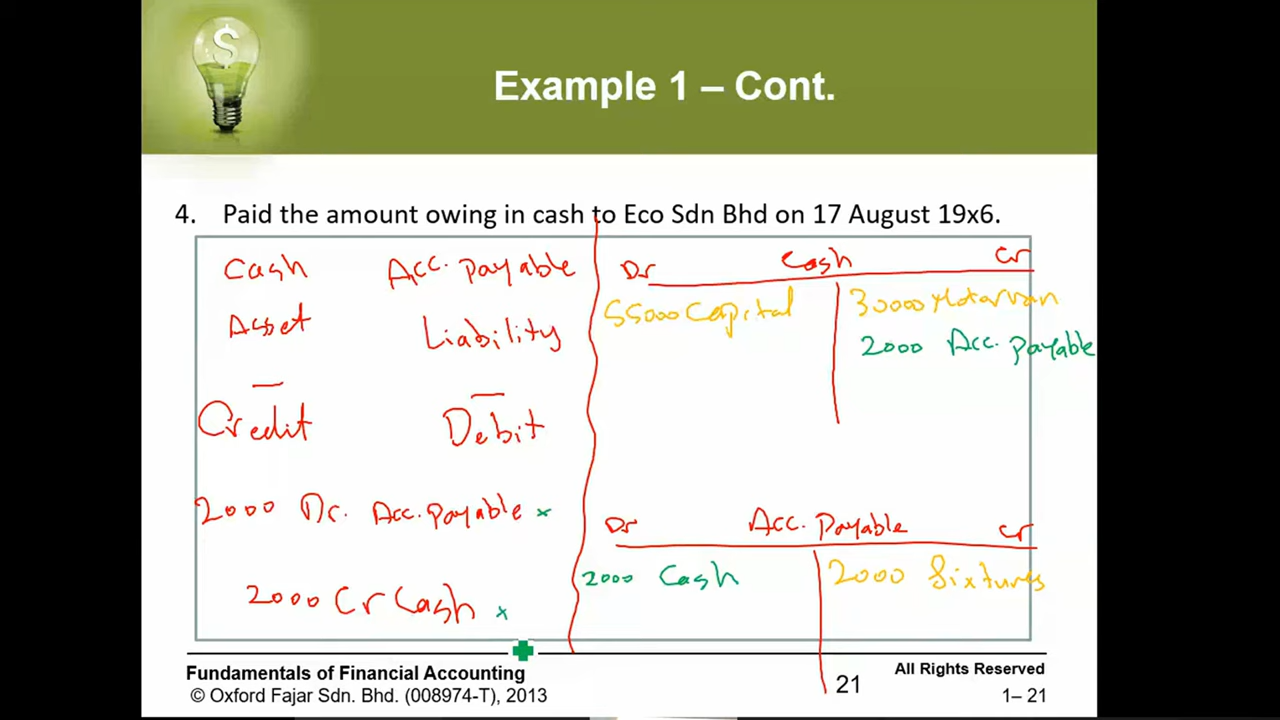 $
Example 1 – Cont.
4. Paid the amount owing in cash to Eco Sdn Bhd on 17 August 19x6.
Cash Acc. payable
Asset Liability
Credit Debit
2000 Dr. Acc. payable ×
2000 Cr Cash ×
Dr Cash Cr
55000 Capital 30000 Motor van
2000 Acc. payable
Dr Acc. payable Cr
2000 Cash 2000 fixtures
Fundamentals of Financial Accounting
© Oxford Fajar Sdn. Bhd. (008974-T), 2013
21
All Rights Reserved
1– 21